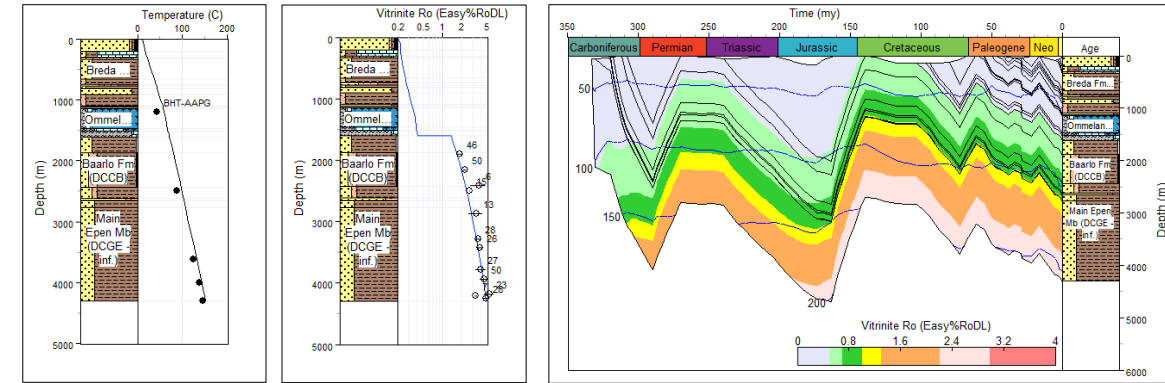 Temperature (C)
0 100 200
0
1000
2000
3000
4000
5000
Depth (m)
Breda ...
Ommel...
Baarlo Fm
(DCCB)
Main
Epen Mb
(DCGE -
inf.)
BHT-AAPG
Vitrinite Ro (Easy%RoDL)
0.2 0.5 1 2 5
0
1000
2000
3000
4000
5000
Depth (m)
Breda ...
Ommel...
Baarlo Fm
(DCCB)
Main
Epen Mb
(DCGE -
inf.)
46
50
6
13
28
26
27
50
23
28
Time (my)
350 300 250 200 150 100 50 0
Carboniferous Permian Triassic Jurassic Cretaceous Paleogene Neo Age
50
100
150
200
Breda Fm...
Ommelan...
Baarlo Fm
(DCCB)
Main Epen
Mb (DCGE -
inf.)
0
1000
2000
3000
4000
5000
6000
Depth (m)
Vitrinite Ro (Easy%RoDL)
0 0.8 1.6 2.4 3.2 4